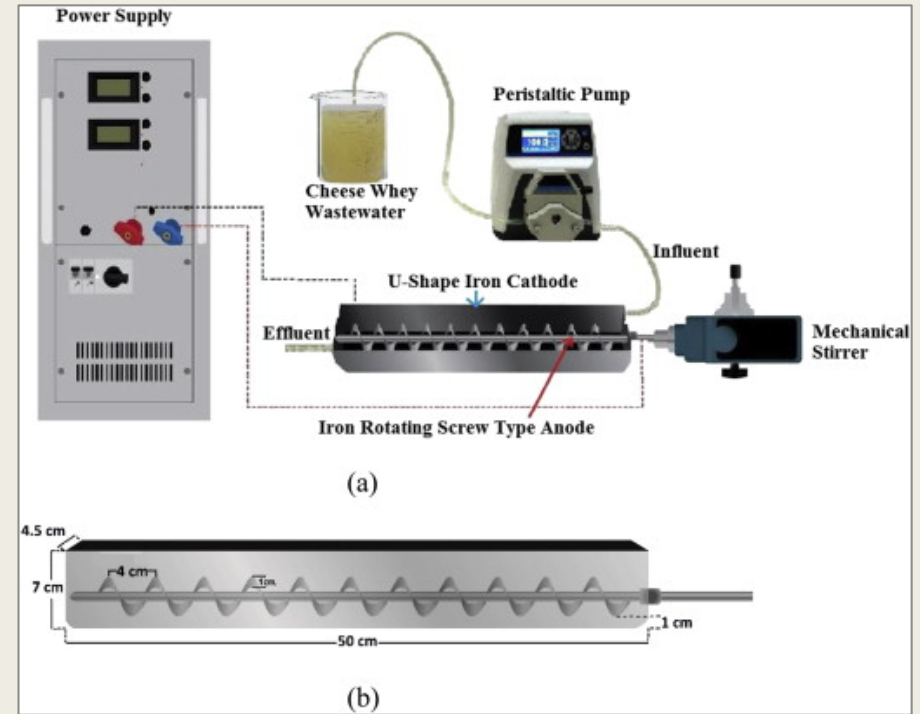 Power Supply
Peristaltic Pump
Cheese Whey
Wastewater
Influent
U-Shape Iron Cathode
Effluent
Mechanical
Stirrer
Iron Rotating Screw Type Anode
(a)
4.5 cm
4 cm
7 cm
1 cm
50 cm
(b)